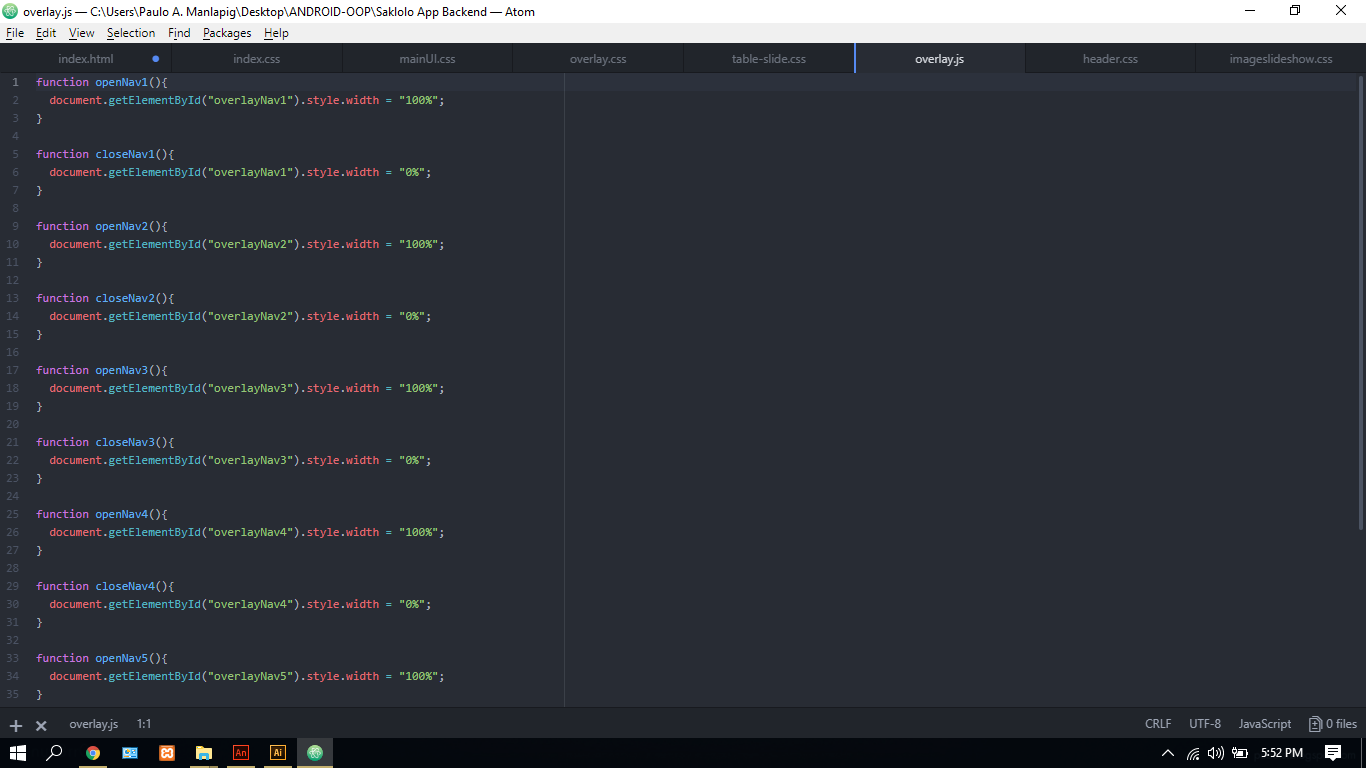 overlay.js — C:\Users\Paulo A. Manlapig\Desktop\ANDROID-OOP\Saklolo App Backend — Atom
File Edit View Selection Find Packages Help
index.html index.css mainUI.css overlay.css table-slide.css overlay.js header.css imageslideshow.css
1 function openNav1(){
2 document.getElementById("overlayNav1").style.width = "100%";
3 }
4
5 function closeNav1(){
6 document.getElementById("overlayNav1").style.width = "0%";
7 }
8
9 function openNav2(){
10 document.getElementById("overlayNav2").style.width = "100%";
11 }
12
13 function closeNav2(){
14 document.getElementById("overlayNav2").style.width = "0%";
15 }
16
17 function openNav3(){
18 document.getElementById("overlayNav3").style.width = "100%";
19 }
20
21 function closeNav3(){
22 document.getElementById("overlayNav3").style.width = "0%";
23 }
24
25 function openNav4(){
26 document.getElementById("overlayNav4").style.width = "100%";
27 }
28
29 function closeNav4(){
30 document.getElementById("overlayNav4").style.width = "0%";
31 }
32
33 function openNav5(){
34 document.getElementById("overlayNav5").style.width = "100%";
35 }
overlay.js 1:1 CRLF UTF-8 JavaScript 0 files
An Ai 5:52 PM